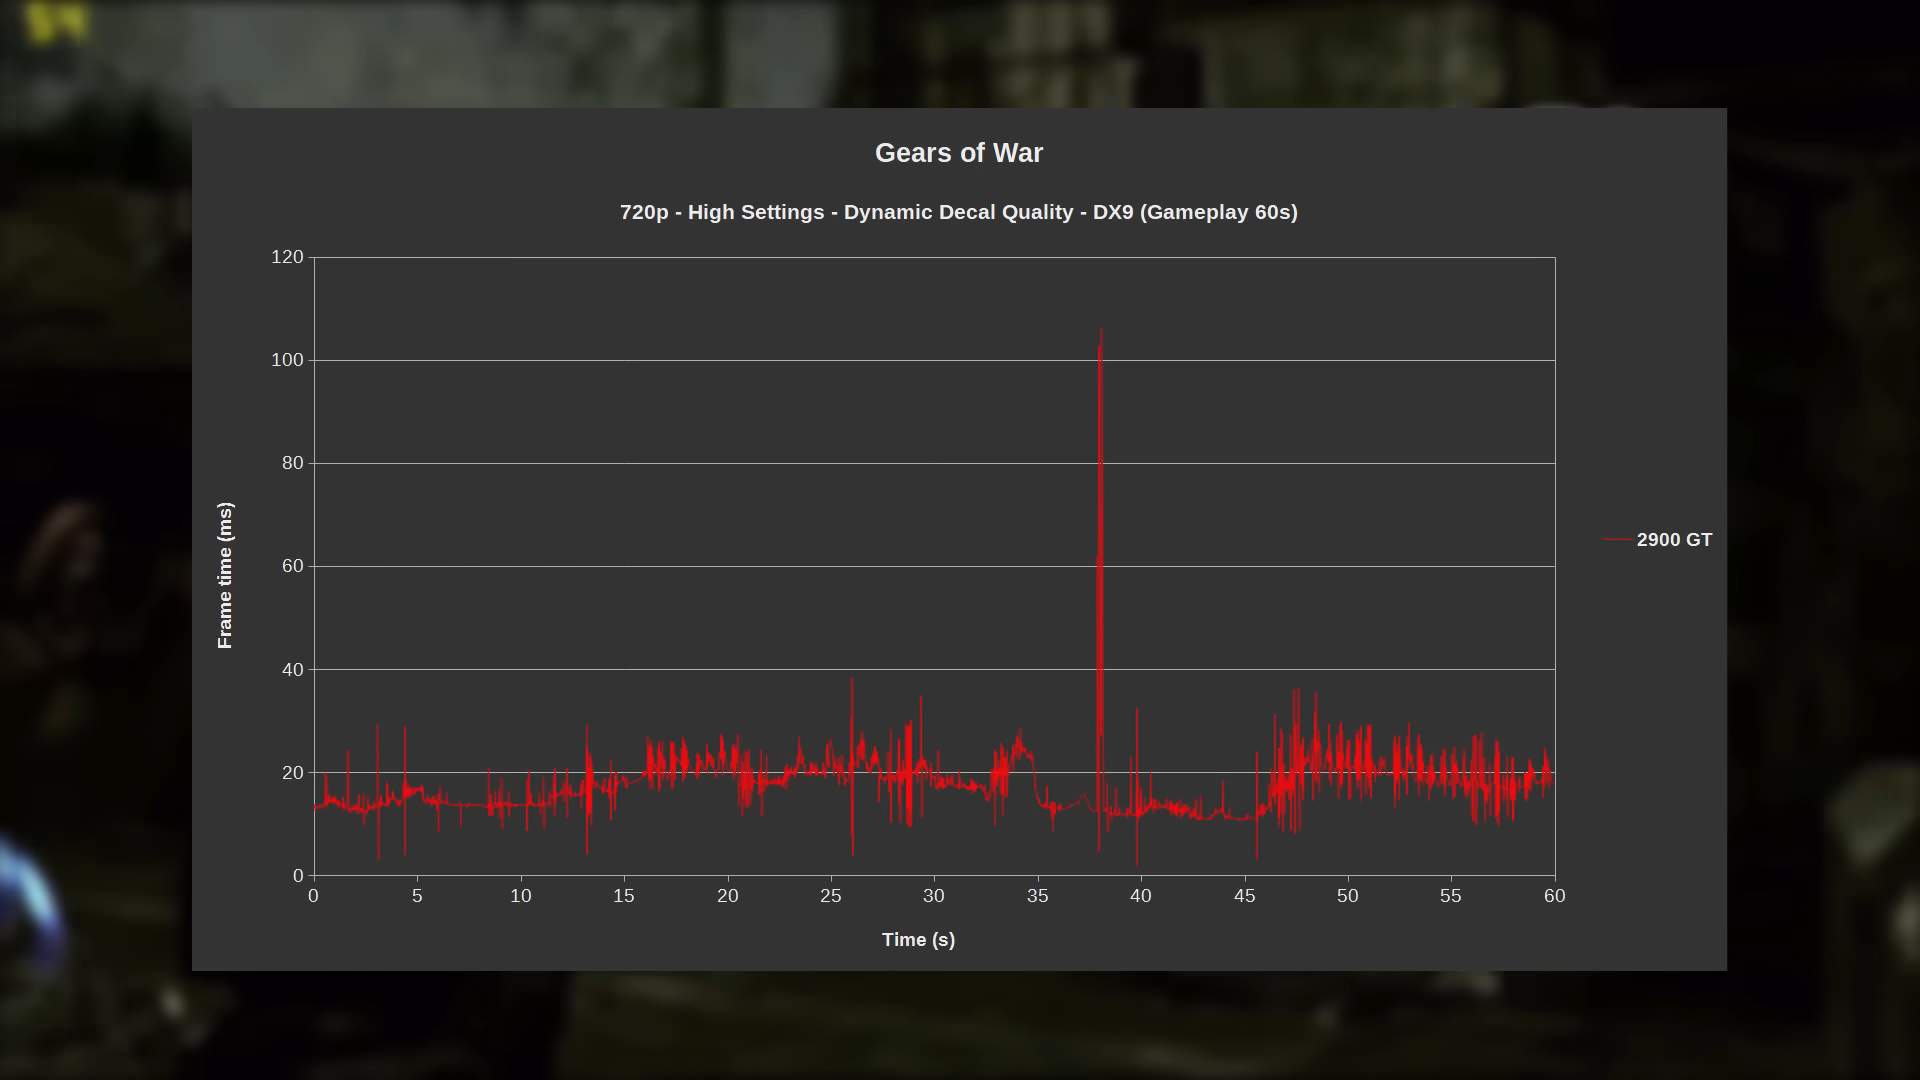 Gears of War
720p - High Settings - Dynamic Decal Quality - DX9 (Gameplay 60s)
120
100
80
60
40
20
0
Frame time (ms)
0 5 10 15 20 25 30 35 40 45 50 55 60
Time (s)
2900 GT